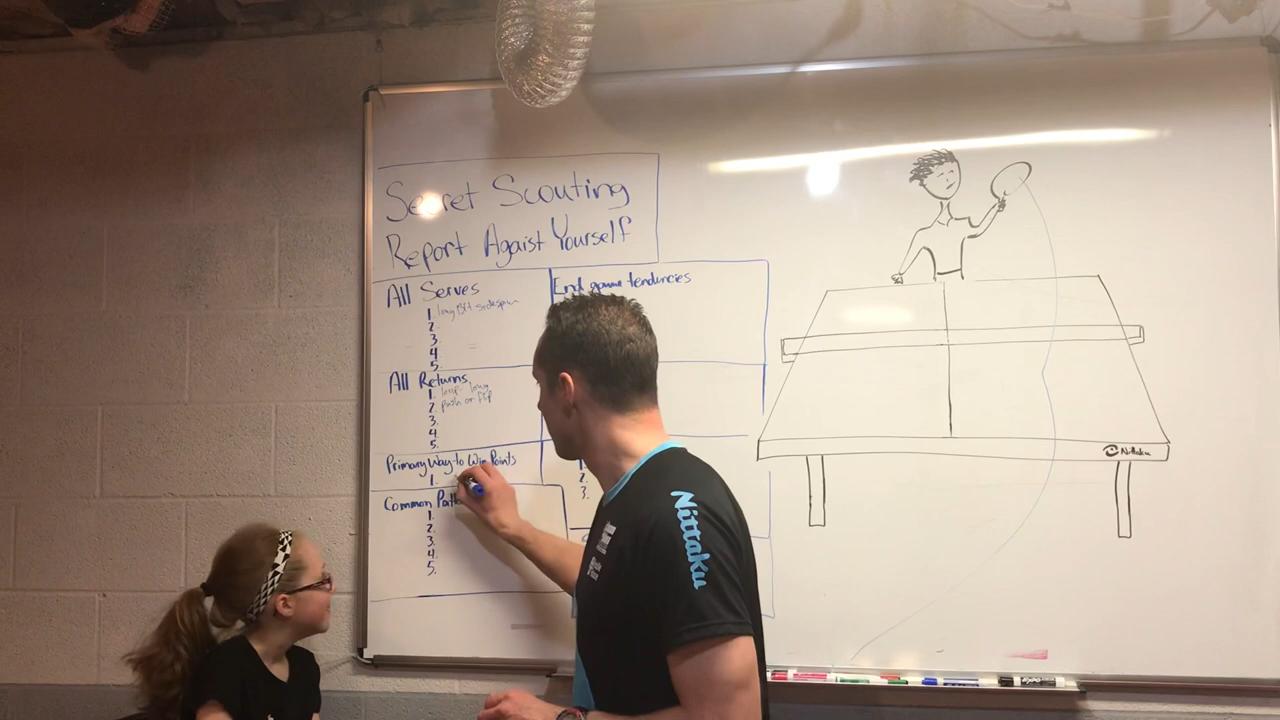 Secret Scouting
Report Agaist Yourself
All Serves
1. long BH sidespin
2.
3.
4.
5.
End game tendencies
All Returns
1. loop long
2. push or flip
3.
4.
5.
Primary Way to Win Points
1.
Common
1.
2.
3.
4.
5.
1.
2.
3.
Nittaku
Nittaku